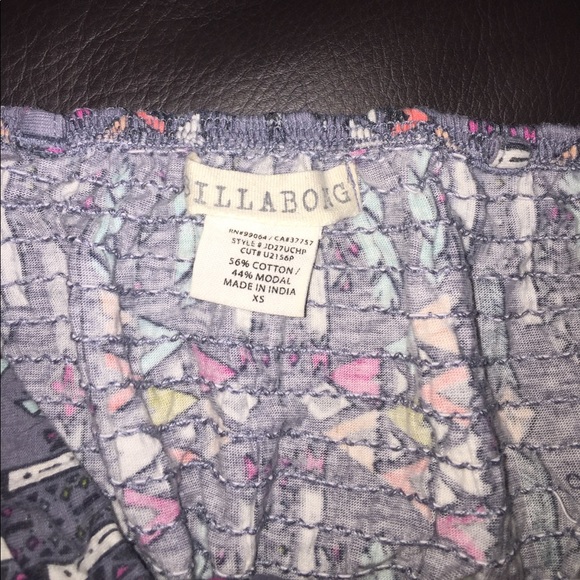 BILLABONG
RN#99064 / CA#37757
STYLE # JD27UCHP
CUT# U2156P
56% COTTON /
44% MODAL
MADE IN INDIA
XS